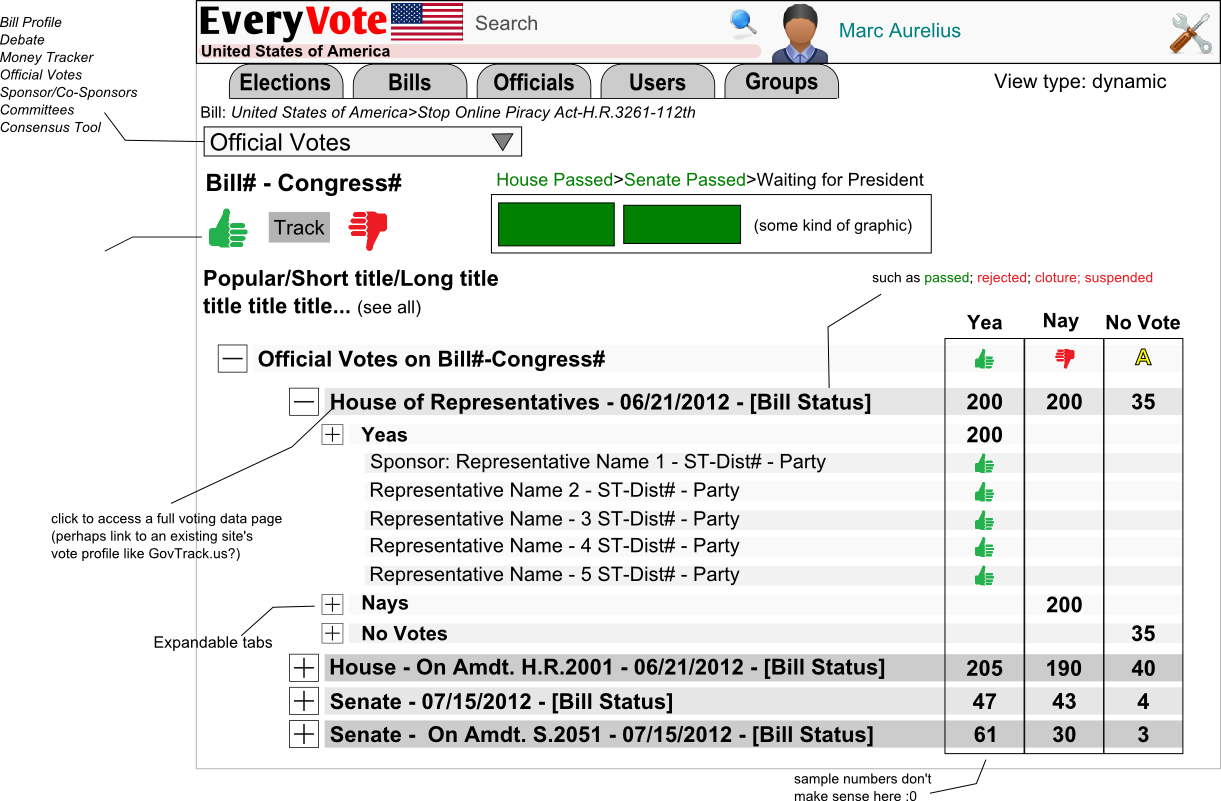 Bill Profile
Debate
Money Tracker
Official Votes
Sponsor/Co-Sponsors
Committees
Consensus Tool
EveryVote
United States of America
Search
Marc Aurelius
Elections
Bills
Officials
Users
Groups
View type: dynamic
Bill: United States of America>Stop Online Piracy Act-H.R.3261-112th
Official Votes
Bill# - Congress#
Track
House Passed>Senate Passed>Waiting for President
(some kind of graphic)
Popular/Short title/Long title
title title title... (see all)
such as passed; rejected; cloture; suspended
Yea Nay No Vote
Official Votes on Bill#-Congress# A
House of Representatives - 06/21/2012 - [Bill Status] 200 200 35
Yeas 200
Sponsor: Representative Name 1 - ST-Dist# - Party
Representative Name 2 - ST-Dist# - Party
Representative Name - 3 ST-Dist# - Party
Representative Name - 4 ST-Dist# - Party
Representative Name - 5 ST-Dist# - Party
click to access a full voting data page
(perhaps link to an existing site's
vote profile like GovTrack.us?)
Nays 200
No Votes 35
Expandable tabs
House - On Amdt. H.R.2001 - 06/21/2012 - [Bill Status] 205 190 40
Senate - 07/15/2012 - [Bill Status] 47 43 4
Senate - On Amdt. S.2051 - 07/15/2012 - [Bill Status] 61 30 3
sample numbers don't
make sense here :0